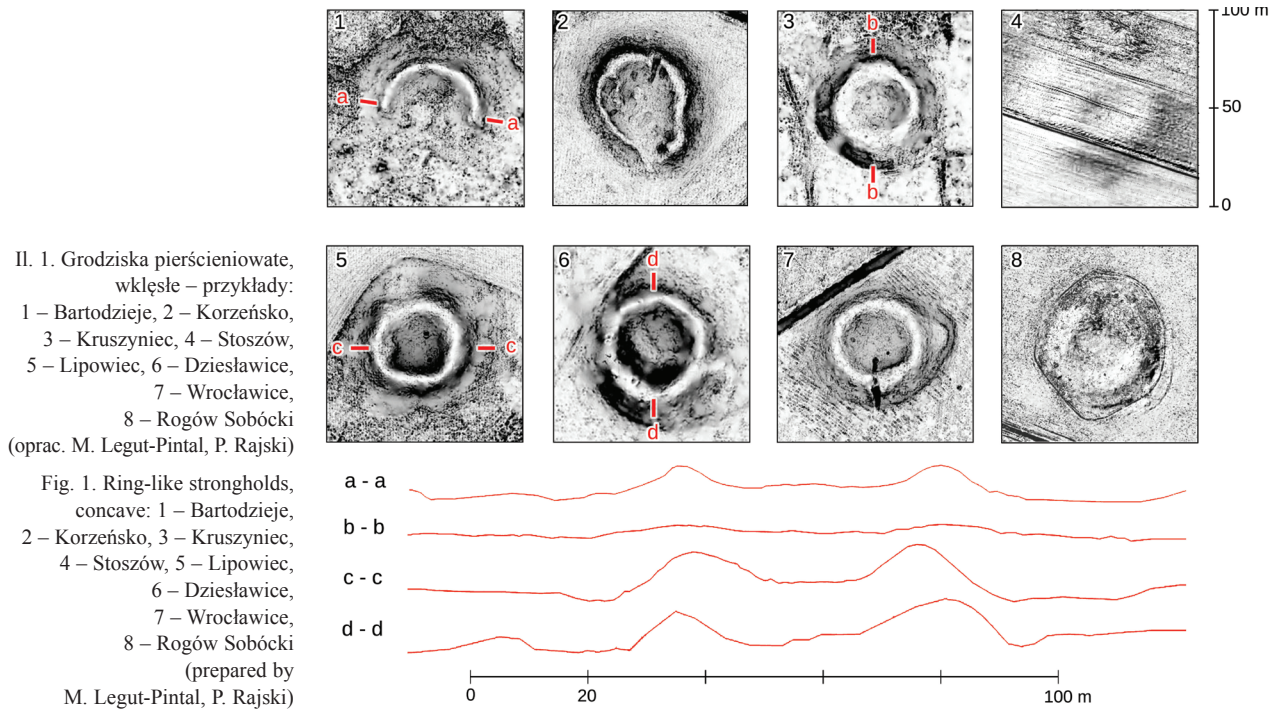 1
2
3
4
a
a
b
b
100 m
50
0
Il. 1. Grodziska pierścieniowate,
wklęsłe – przykłady:
1 – Bartodzieje, 2 – Korzeńsko,
3 – Kruszyniec, 4 – Stoszów,
5 – Lipowiec, 6 – Dziesławice,
7 – Wrocławice,
8 – Rogów Sobócki
(oprac. M. Legut-Pintal, P. Rajski)
Fig. 1. Ring-like strongholds,
concave: 1 – Bartodzieje,
2 – Korzeńsko, 3 – Kruszyniec,
4 – Stoszów, 5 – Lipowiec,
6 – Dziesławice,
7 – Wrocławice,
8 – Rogów Sobócki
(prepared by
M. Legut-Pintal, P. Rajski)
5
6
7
8
c
c
d
d
a - a
b - b
c - c
d - d
0
20
100 m